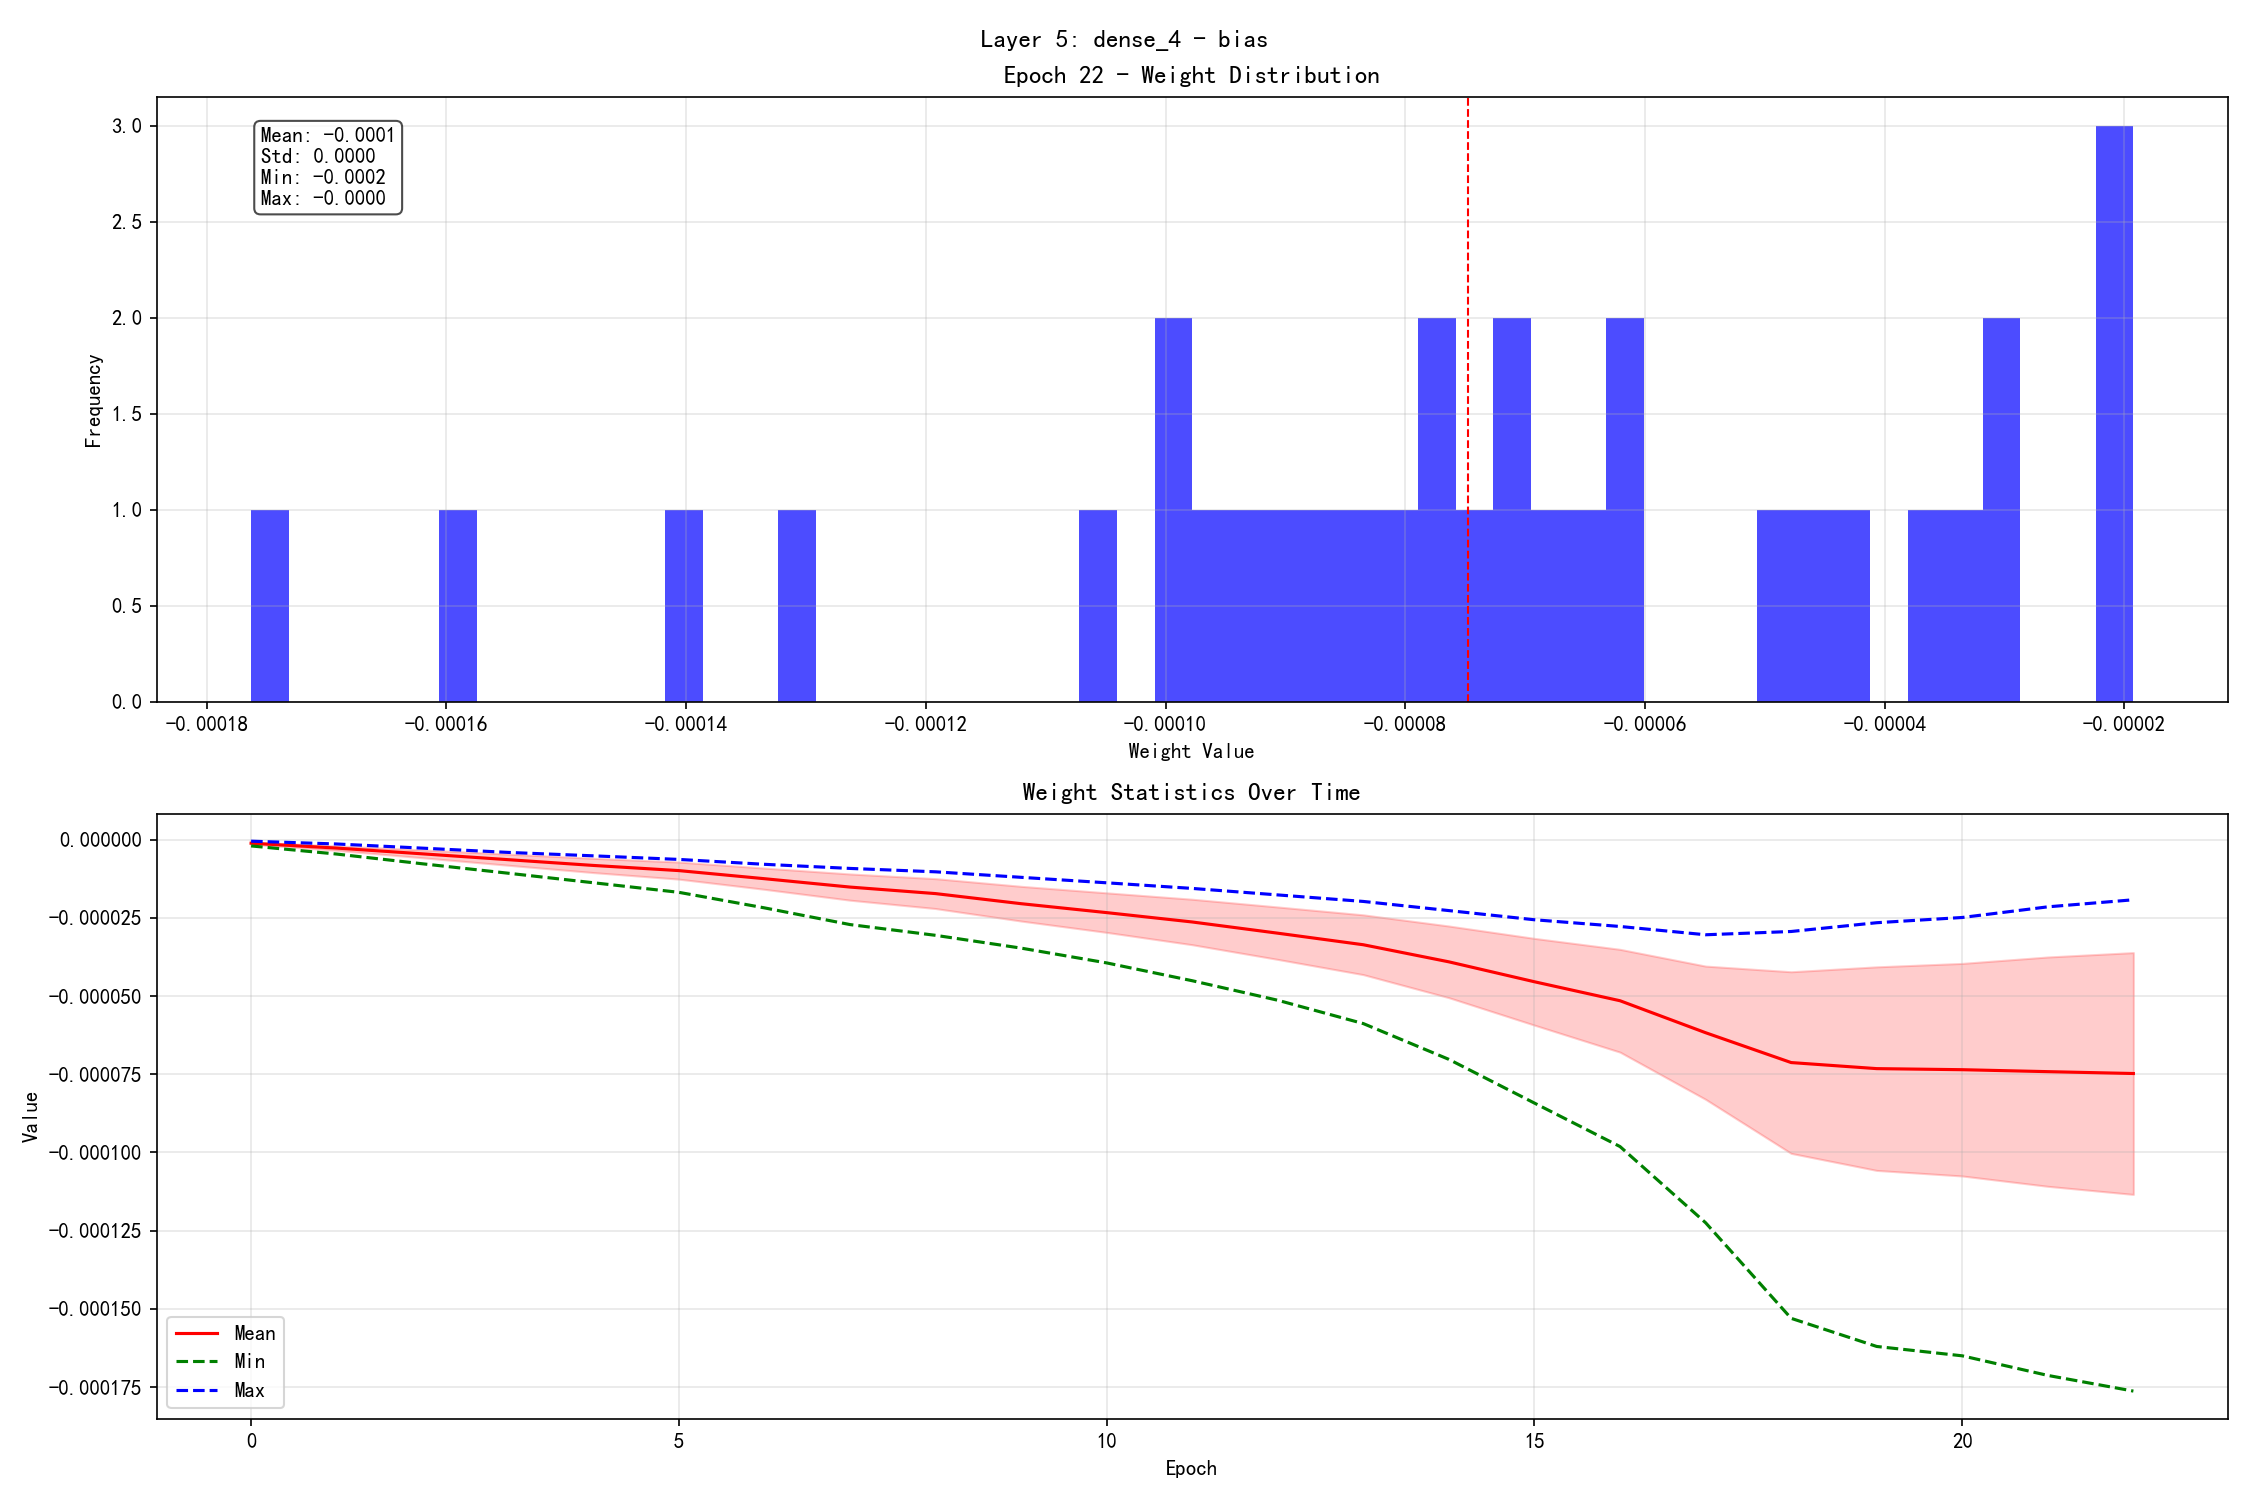 Layer 5: dense_4 − bias
Epoch 22 − Weight Distribution
Mean: −0.0001
Std: 0.0000
Min: −0.0002
Max: −0.0000
3.0
2.5
2.0
1.5
1.0
0.5
0.0
Frequency
−0.00018 −0.00016 −0.00014 −0.00012 −0.00010 −0.00008 −0.00006 −0.00004 −0.00002
Weight Value
Weight Statistics Over Time
0.000000
−0.000025
−0.000050
−0.000075
−0.000100
−0.000125
−0.000150
−0.000175
Value
Mean
Min
Max
0 5 10 15 20
Epoch